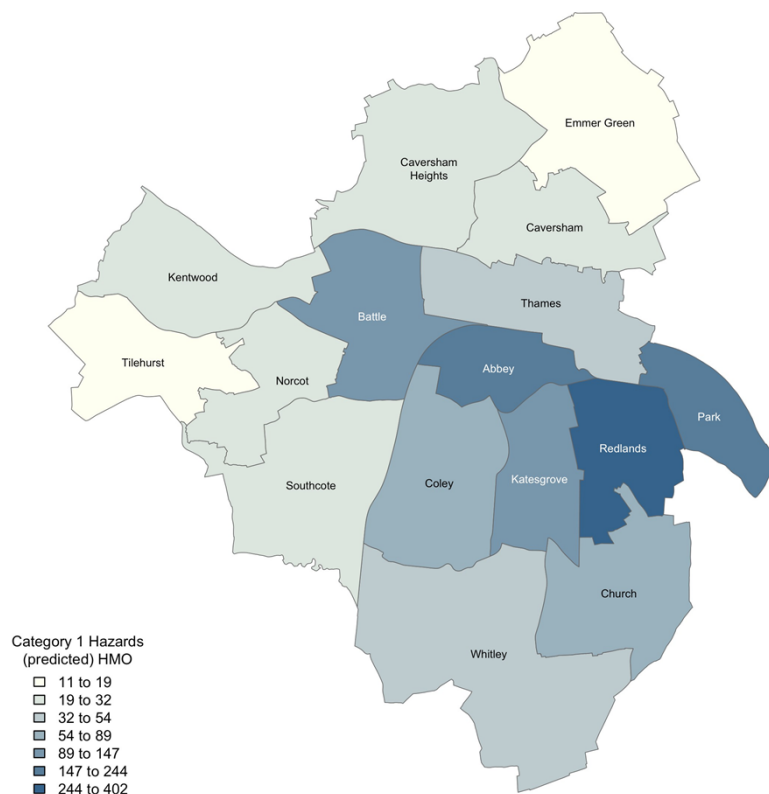 Emmer Green
Caversham
Heights
Caversham
Kentwood
Thames
Battle
Tilehurst
Abbey
Norcot
Park
Redlands
Southcote
Coley
Katesgrove
Church
Whitley
Category 1 Hazards
(predicted) HMO
11 to 19
19 to 32
32 to 54
54 to 89
89 to 147
147 to 244
244 to 402